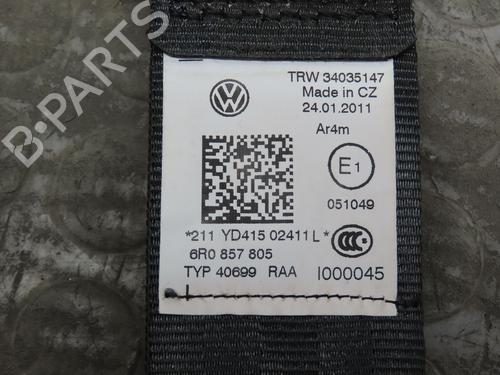 B-PARTS
TRW 34035147
Made in CZ
24.01.2011
Ar4m
E1
051049
*211 YD415 02411L*
6R0 857 805
TYP 40699 RAA I000045